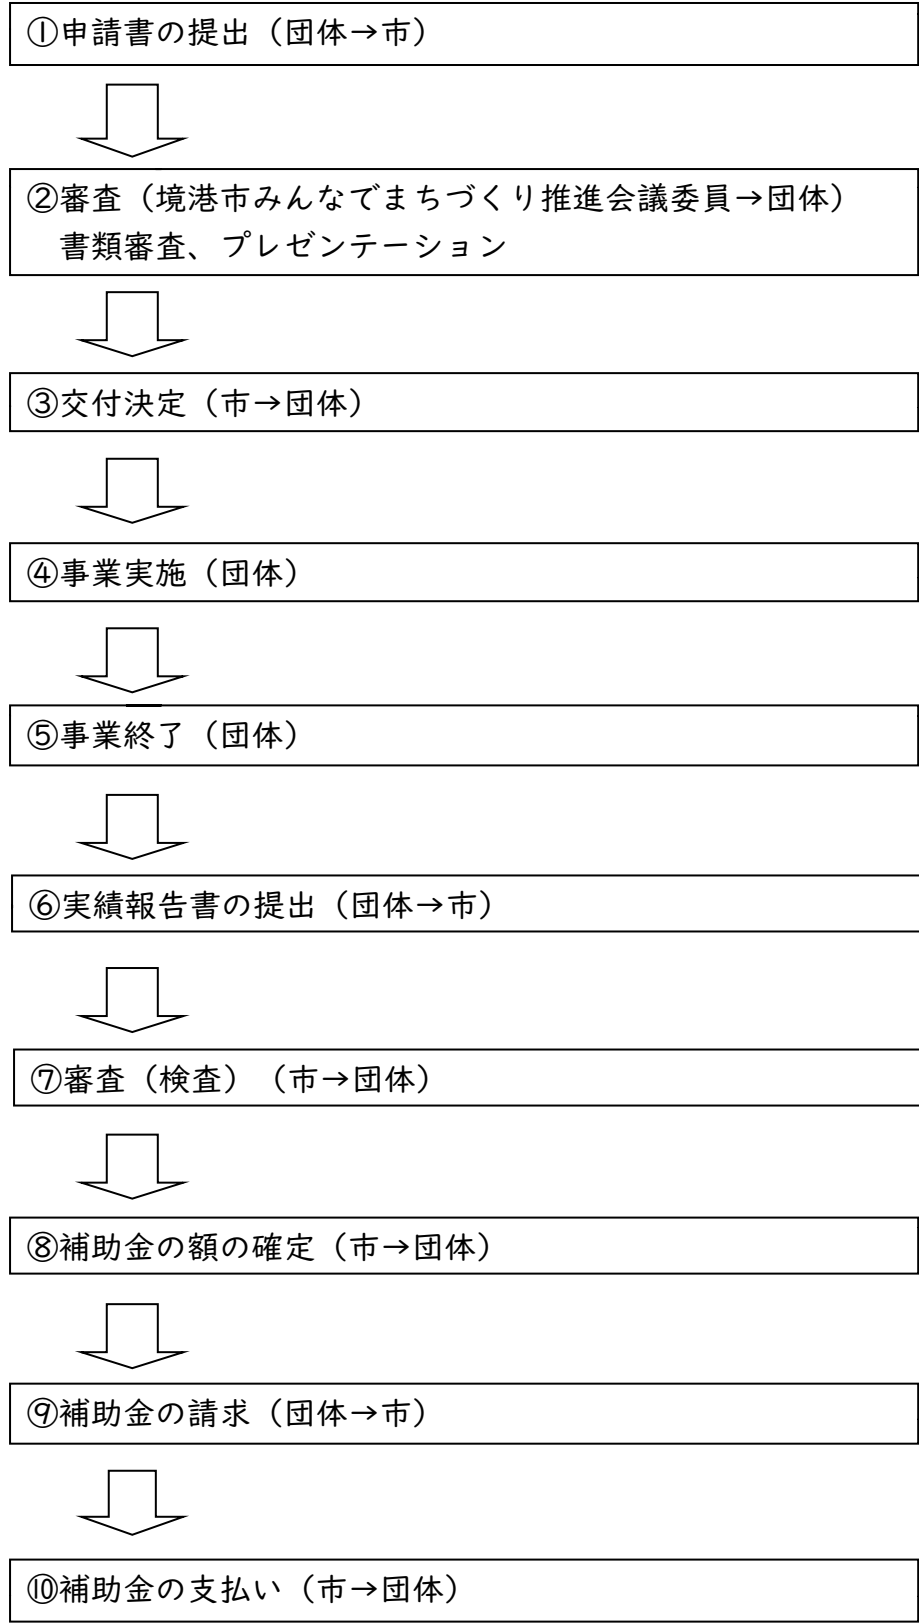 ①申請書の提出（団体→市）
②審査（境港市みんなでまちづくり推進会議委員→団体）
書類審査、プレゼンテーション
③交付決定（市→団体）
④事業実施（団体）
⑤事業終了（団体）
⑥実績報告書の提出（団体→市）
⑦審査（検査）（市→団体）
⑧補助金の額の確定（市→団体）
⑨補助金の請求（団体→市）
⑩補助金の支払い（市→団体）